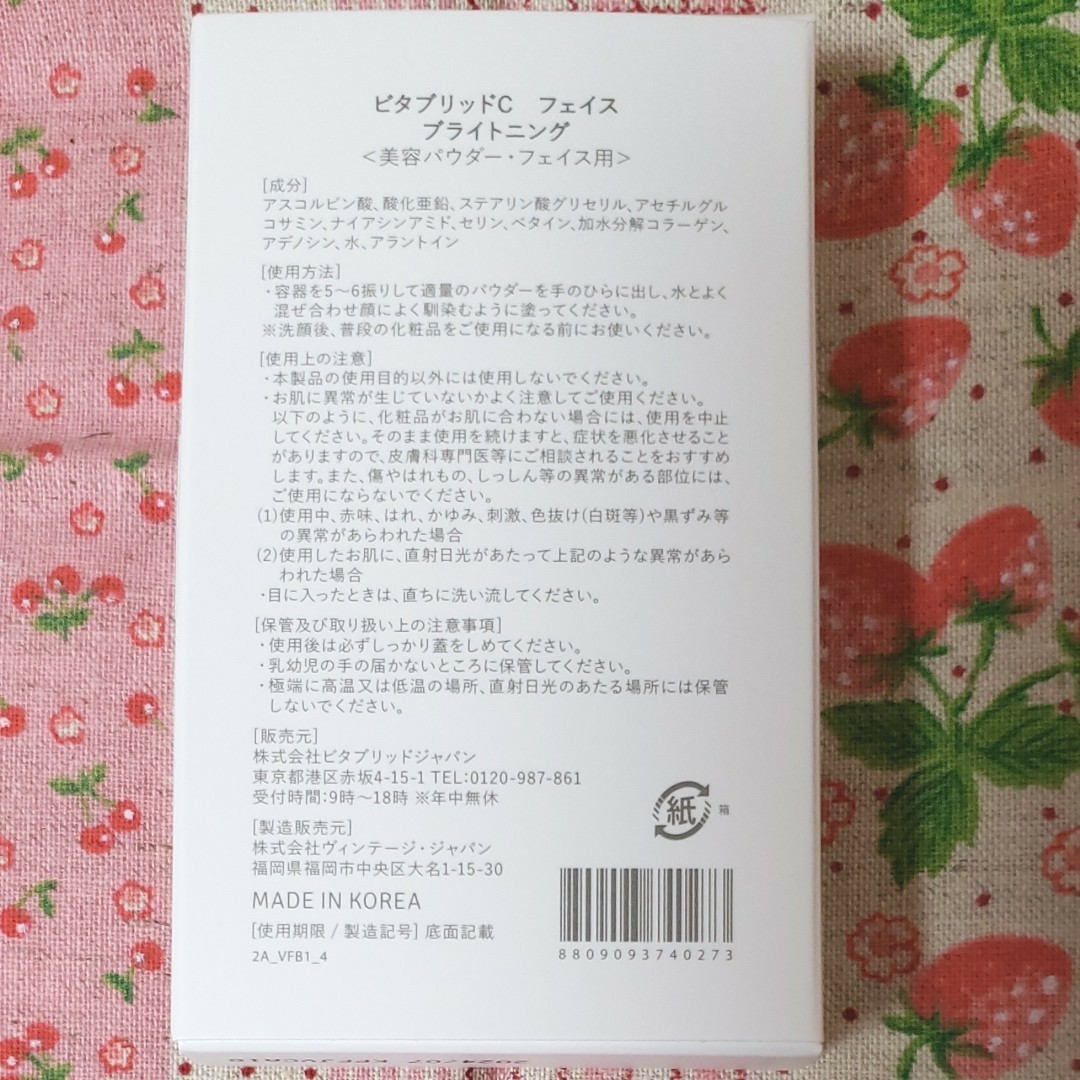 ビタブリッドC　フェイス
ブライトニング
＜美容パウダー・フェイス用＞
[成分]
アスコルビン酸、酸化亜鉛、ステアリン酸グリセリル、アセチルグル
コサミン、ナイアシンアミド、セリン、ベタイン、加水分解コラーゲン、
アデノシン、水、アラントイン
[使用方法]
・容器を5～6振りして適量のパウダーを手のひらに出し、水とよく
混ぜ合わせ顔によく馴染むように塗ってください。
※洗顔後、普段の化粧品をご使用になる前にお使いください。
[使用上の注意]
・本製品の使用目的以外には使用しないでください。
・お肌に異常が生じていないかよく注意してご使用ください。
以下のように、化粧品がお肌に合わない場合には、使用を中止
してください。そのまま使用を続けますと、症状を悪化させること
がありますので、皮膚科専門医等にご相談されることをおすすめ
します。また、傷やはれもの、しっしん等の異常がある部位には、
ご使用にならないでください。
(1)使用中、赤味、はれ、かゆみ、刺激、色抜け(白斑等)や黒ずみ等
の異常があらわれた場合
(2)使用したお肌に、直射日光があたって上記のような異常があら
われた場合
・目に入ったときは、直ちに洗い流してください。
[保管及び取り扱い上の注意事項]
・使用後は必ずしっかり蓋をしめてください。
・乳幼児の手の届かないところに保管してください。
・極端に高温又は低温の場所、直射日光のあたる場所には保管
しないでください。
[販売元]
株式会社ビタブリッドジャパン
東京都港区赤坂4-15-1 TEL：0120-987-861
受付時間：9時～18時 ※年中無休
[製造販売元]
株式会社ヴィンテージ・ジャパン
福岡県福岡市中央区大名1-15-30
MADE IN KOREA
[使用期限 / 製造記号] 底面記載
2A_VFB1_4
紙
箱
8809093740273
2024/07